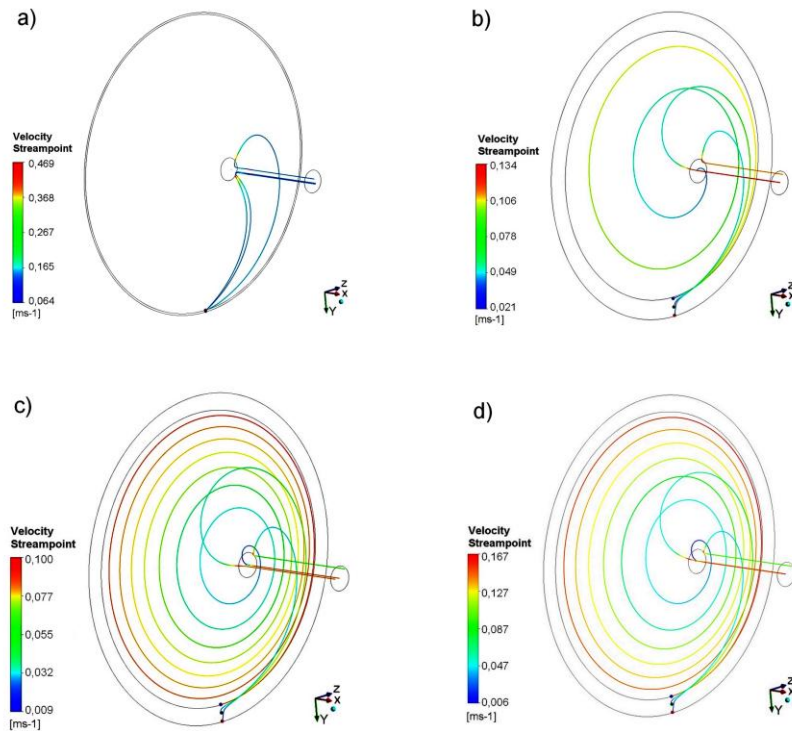 a)
Velocity
Streampoint
0,469
0,368
0,267
0,165
0,064
[ms-1]
Z
X
Y
b)
Velocity
Streampoint
0,134
0,106
0,078
0,049
0,021
[ms-1]
Z
X
Y
c)
Velocity
Streampoint
0,100
0,077
0,055
0,032
0,009
[ms-1]
Z
X
Y
d)
Velocity
Streampoint
0,167
0,127
0,087
0,047
0,006
[ms-1]
Z
X
Y